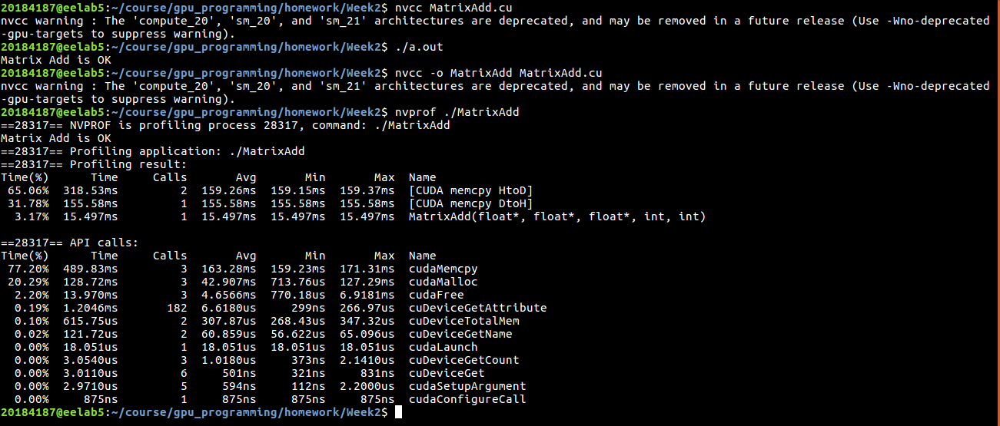 20184187@eelab5:~/course/gpu_programming/homework/Week2$ nvcc MatrixAdd.cu
nvcc warning : The 'compute_20', 'sm_20', and 'sm_21' architectures are deprecated, and may be removed in a future release (Use -Wno-deprecated
-gpu-targets to suppress warning).
20184187@eelab5:~/course/gpu_programming/homework/Week2$ ./a.out
Matrix Add is OK
20184187@eelab5:~/course/gpu_programming/homework/Week2$ nvcc -o MatrixAdd MatrixAdd.cu
nvcc warning : The 'compute_20', 'sm_20', and 'sm_21' architectures are deprecated, and may be removed in a future release (Use -Wno-deprecated
-gpu-targets to suppress warning).
20184187@eelab5:~/course/gpu_programming/homework/Week2$ nvprof ./MatrixAdd
==28317== NVPROF is profiling process 28317, command: ./MatrixAdd
Matrix Add is OK
==28317== Profiling application: ./MatrixAdd
==28317== Profiling result:
Time(%)      Time     Calls       Avg       Min       Max  Name
 65.06%  318.53ms         2  159.26ms  159.15ms  159.37ms  [CUDA memcpy HtoD]
 31.78%  155.58ms         1  155.58ms  155.58ms  155.58ms  [CUDA memcpy DtoH]
  3.17%  15.497ms         1  15.497ms  15.497ms  15.497ms  MatrixAdd(float*, float*, float*, int, int)

==28317== API calls:
Time(%)      Time     Calls       Avg       Min       Max  Name
 77.20%  489.83ms         3  163.28ms  159.23ms  171.31ms  cudaMemcpy
 20.29%  128.72ms         3  42.907ms  713.76us  127.29ms  cudaMalloc
  2.20%  13.970ms         3  4.6566ms  770.18us  6.9181ms  cudaFree
  0.19%  1.2046ms       182  6.6180us     299ns  266.97us  cuDeviceGetAttribute
  0.10%  615.75us         2  307.87us  268.43us  347.32us  cuDeviceTotalMem
  0.02%  121.72us         2  60.859us  56.622us  65.096us  cuDeviceGetName
  0.00%  18.051us         1  18.051us  18.051us  18.051us  cudaLaunch
  0.00%  3.0540us         3  1.0180us     373ns  2.1410us  cuDeviceGetCount
  0.00%  3.0110us         6     501ns     321ns     831ns  cuDeviceGet
  0.00%  2.9710us         5     594ns     112ns  2.2000us  cudaSetupArgument
  0.00%     875ns         1     875ns     875ns     875ns  cudaConfigureCall
20184187@eelab5:~/course/gpu_programming/homework/Week2$